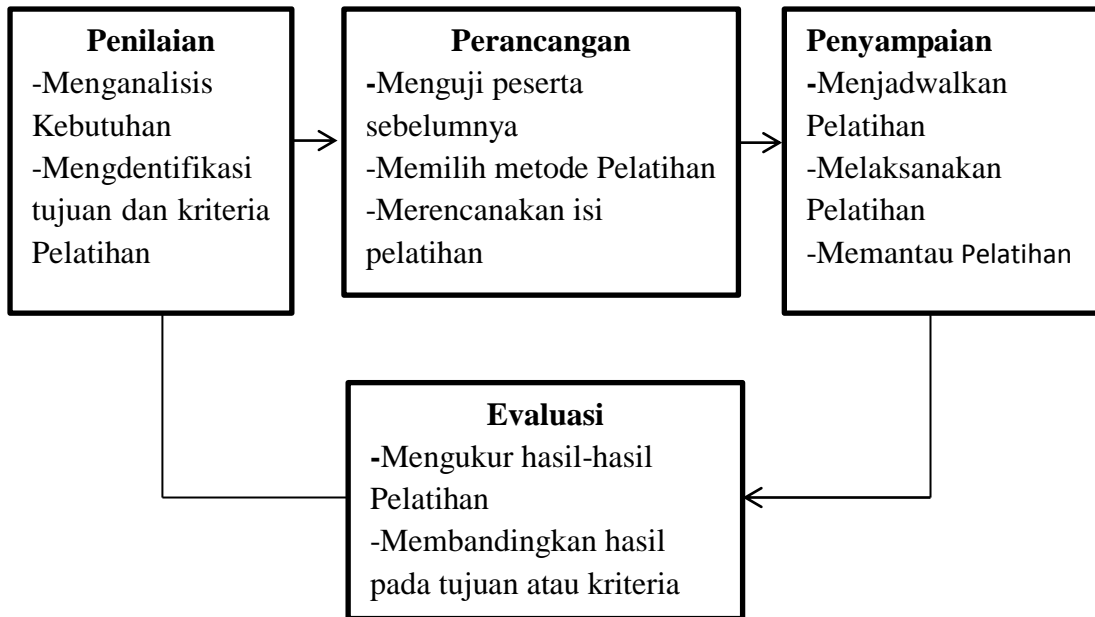 Penilaian
-Menganalisis
Kebutuhan
-Mengdentifikasi
tujuan dan kriteria
Pelatihan
Perancangan
-Menguji peserta
sebelumnya
-Memilih metode Pelatihan
-Merencanakan isi
pelatihan
Penyampaian
-Menjadwalkan
Pelatihan
-Melaksanakan
Pelatihan
-Memantau Pelatihan
Evaluasi
-Mengukur hasil-hasil
Pelatihan
-Membandingkan hasil
pada tujuan atau kriteria